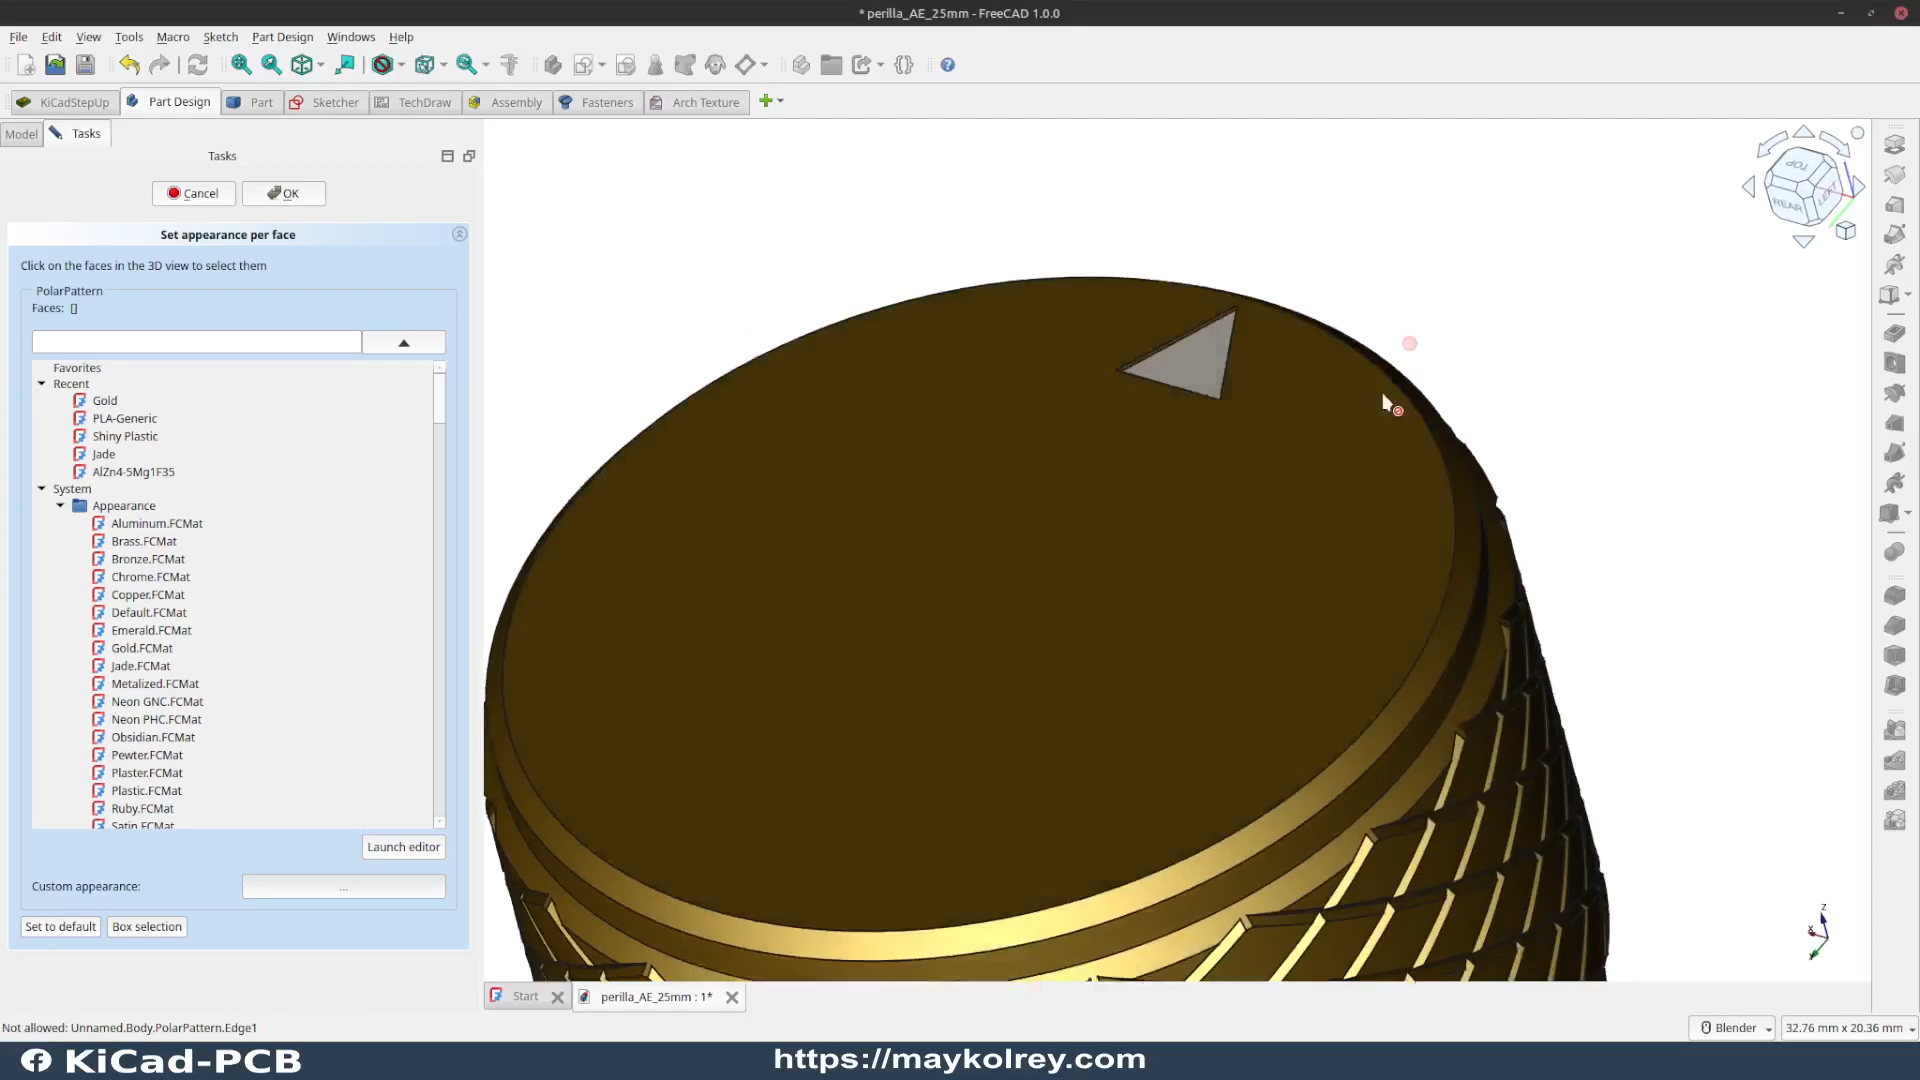 * perilla_AE_25mm - FreeCAD 1.0.0
File Edit View Tools Macro Sketch Part Design Windows Help
KiCadStepUp Part Design Part Sketcher TechDraw Assembly Fasteners Arch Texture
Model Tasks
Tasks
Cancel OK
Set appearance per face
Click on the faces in the 3D view to select them
PolarPattern
Faces: []
Favorites
Recent
Gold
PLA-Generic
Shiny Plastic
Jade
AlZn4-5Mg1F35
System
Appearance
Aluminum.FCMat
Brass.FCMat
Bronze.FCMat
Chrome.FCMat
Copper.FCMat
Default.FCMat
Emerald.FCMat
Gold.FCMat
Jade.FCMat
Metalized.FCMat
Neon GNC.FCMat
Neon PHC.FCMat
Obsidian.FCMat
Pewter.FCMat
Plaster.FCMat
Plastic.FCMat
Ruby.FCMat
Satin.FCMat
Launch editor
Custom appearance: ...
Set to default Box selection
TOP
REAR LEFT
Z
X
Y
Start perilla_AE_25mm : 1*
Not allowed: Unnamed.Body.PolarPattern.Edge1
Blender 32.76 mm x 20.36 mm
KiCad-PCB https://maykolrey.com